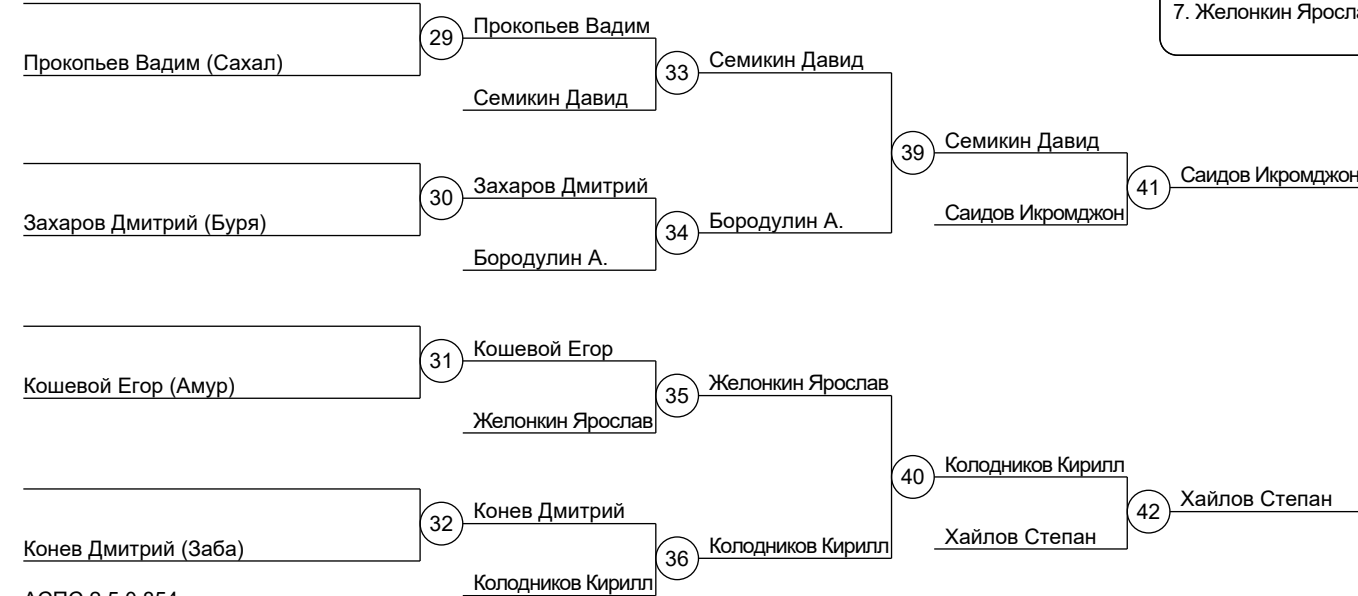 7. Желонкин
29
Прокопьев Вадим
Прокопьев Вадим (Сахал)
33
Семикин Давид
Семикин Давид
39
Семикин Давид
41
Саидов Икромджон
30
Захаров Дмитрий
Захаров Дмитрий (Буря)
34
Бородулин А.
Саидов Икромджон
Бородулин А.
31
Кошевой Егор
Кошевой Егор (Амур)
35
Желонкин Ярослав
Желонкин Ярослав
40
Колодников Кирилл
42
Хайлов Степан
32
Конев Дмитрий
Конев Дмитрий (Заба)
36
Колодников Кирилл
Хайлов Степан
Колодников Кирилл